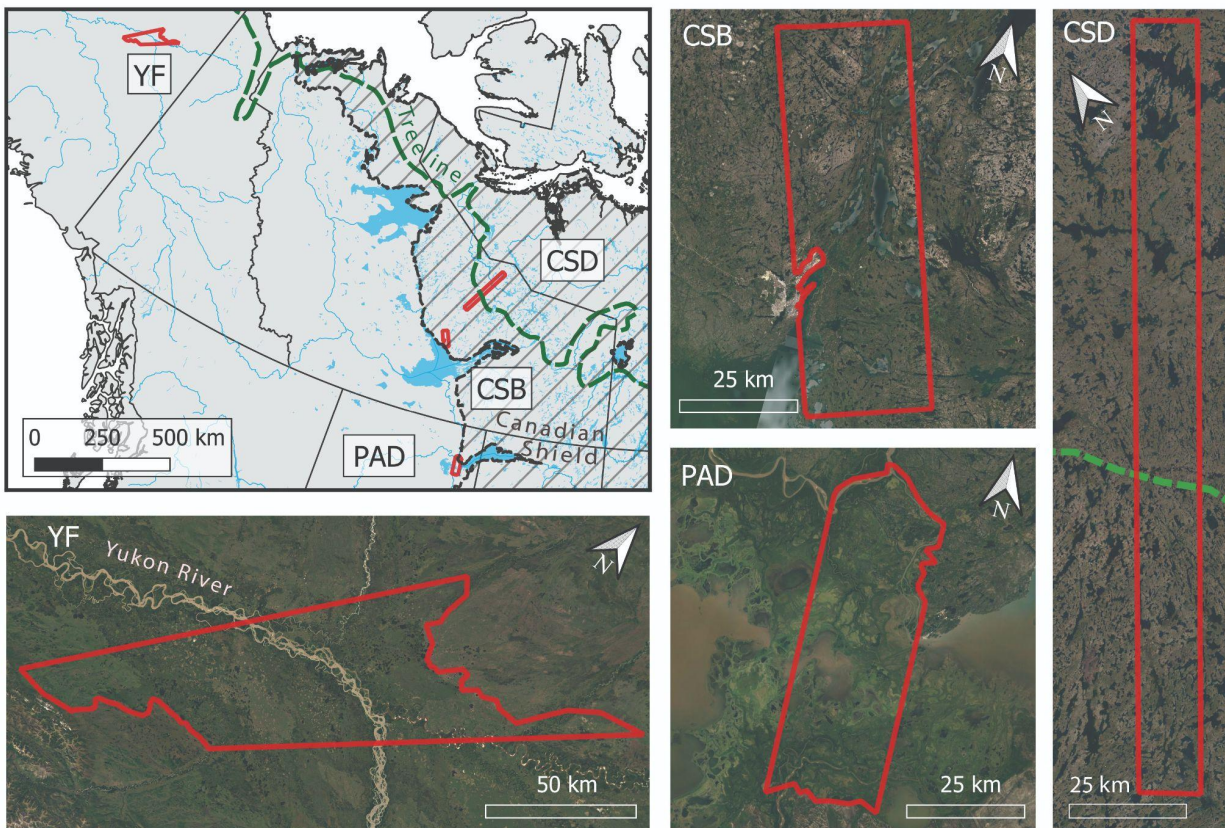 YF
Treeline
CSD
CSB
PAD
Canadian
Shield
0 250 500 km
CSB
N
25 km
CSD
N
25 km
YF
Yukon River
N
50 km
PAD
N
25 km